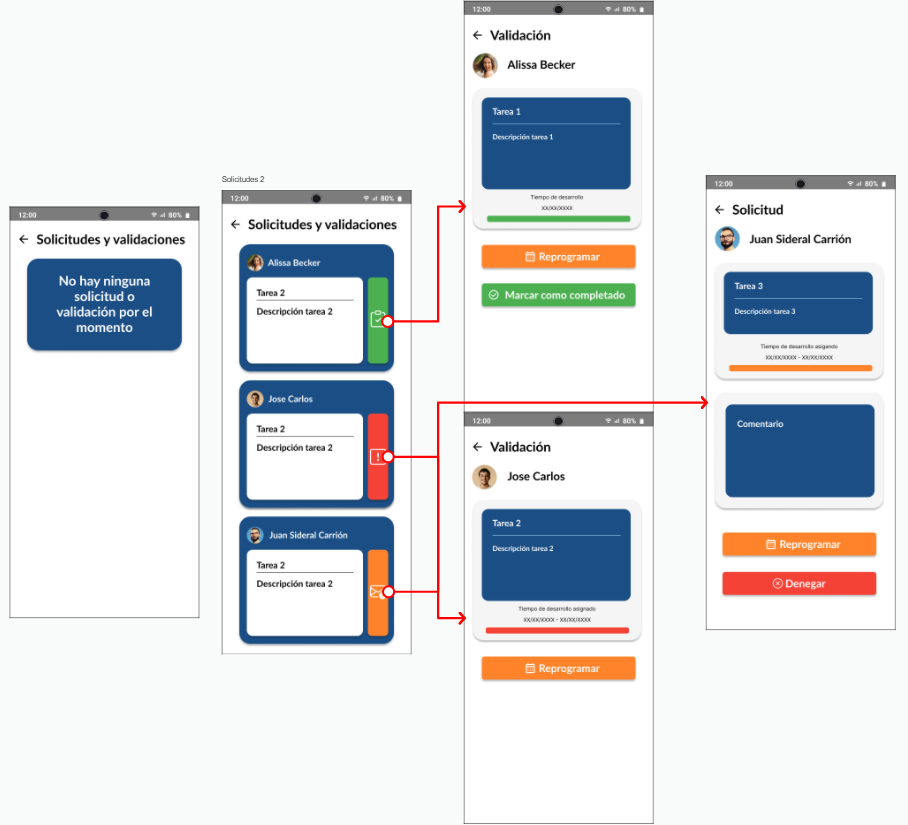 12:00
80%
Solicitudes y validaciones
No hay ninguna
solicitud o
validación por el
momento
Solicitudes 2
12:00
80%
Solicitudes y validaciones
Alissa Becker
Tarea 2
Descripción tarea 2
Jose Carlos
Tarea 2
Descripción tarea 2
Juan Sideral Carrión
Tarea 2
Descripción tarea 2
12:00
80%
Validación
Alissa Becker
Tarea 1
Descripción tarea 1
Tiempo de desarrollo
XX/XX/XXXX
Reprogramar
Marcar como completado
12:00
80%
Validación
Jose Carlos
Tarea 2
Descripción tarea 2
Tiempo de desarrollo asignado
XX/XX/XXXX - XX/XX/XXXX
Reprogramar
12:00
80%
Solicitud
Juan Sideral Carrión
Tarea 3
Descripción tarea 3
Tiempo de desarrollo asigando
XX/XX/XXXX - XX/XX/XXXX
Comentario
Reprogramar
Denegar